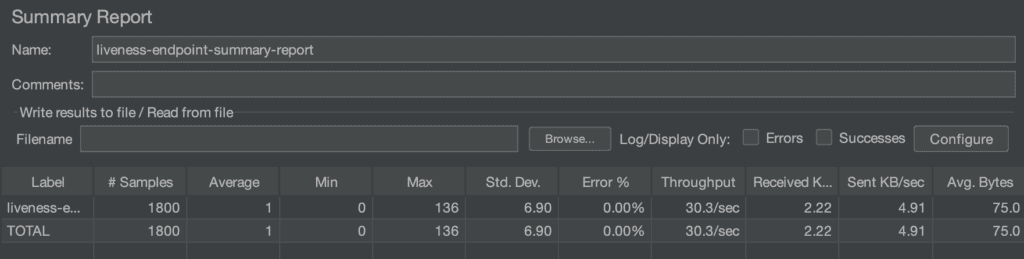 Summary Report
Name: liveness-endpoint-summary-report
Comments:
Write results to file / Read from file
Filename Browse... Log/Display Only: Errors Successes Configure
Label # Samples Average Min Max Std. Dev. Error % Throughput Received K... Sent KB/sec Avg. Bytes
liveness-e... 1800 1 0 136 6.90 0.00% 30.3/sec 2.22 4.91 75.0
TOTAL 1800 1 0 136 6.90 0.00% 30.3/sec 2.22 4.91 75.0